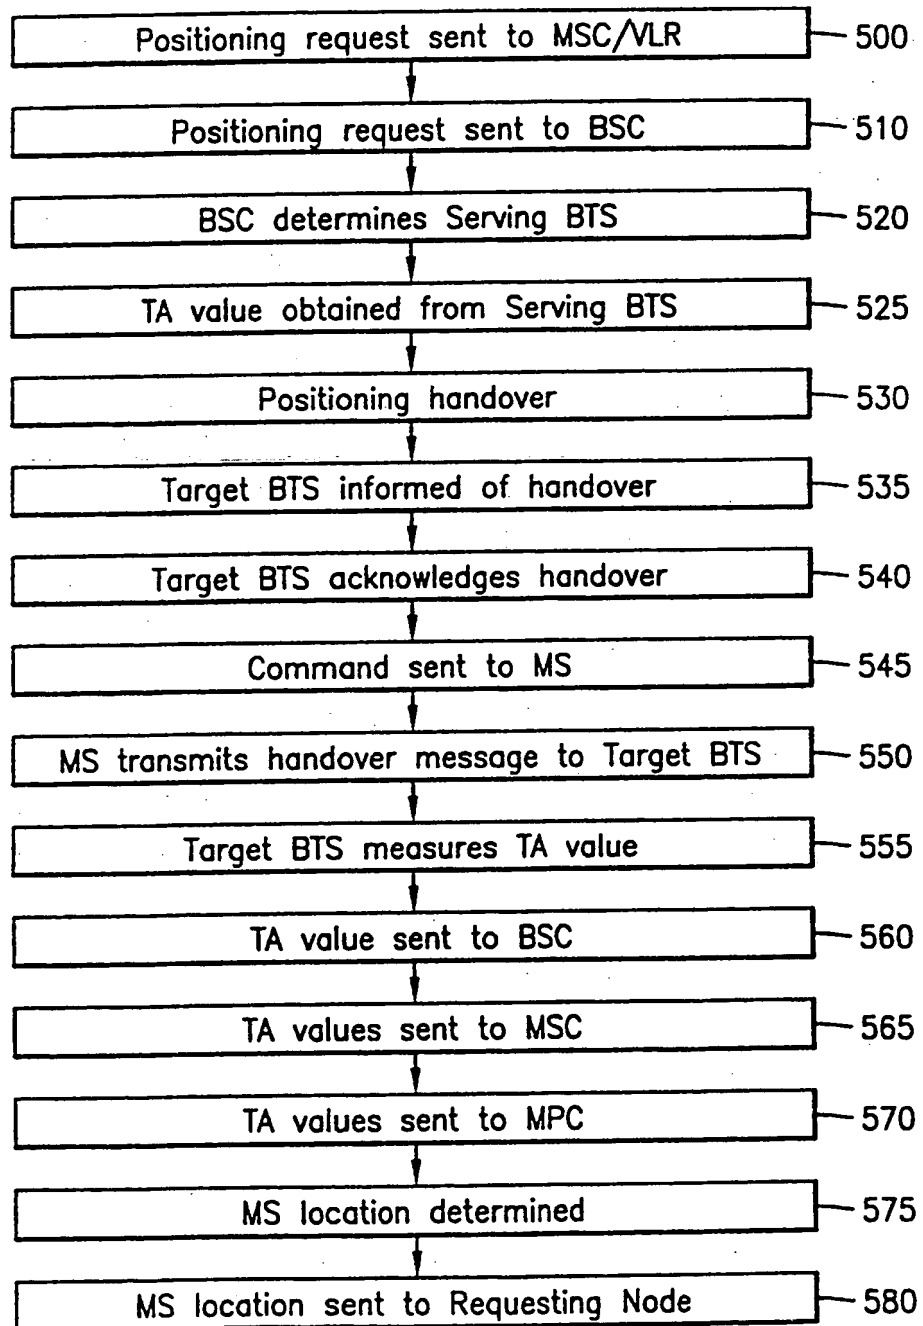 Positioning request sent to MSC/VLR 500
Positioning request sent to BSC 510
BSC determines Serving BTS 520
TA value obtained from Serving BTS 525
Positioning handover 530
Target BTS informed of handover 535
Target BTS acknowledges handover 540
Command sent to MS 545
MS transmits handover message to Target BTS 550
Target BTS measures TA value 555
TA value sent to BSC 560
TA values sent to MSC 565
TA values sent to MPC 570
MS location determined 575
MS location sent to Requesting Node 580